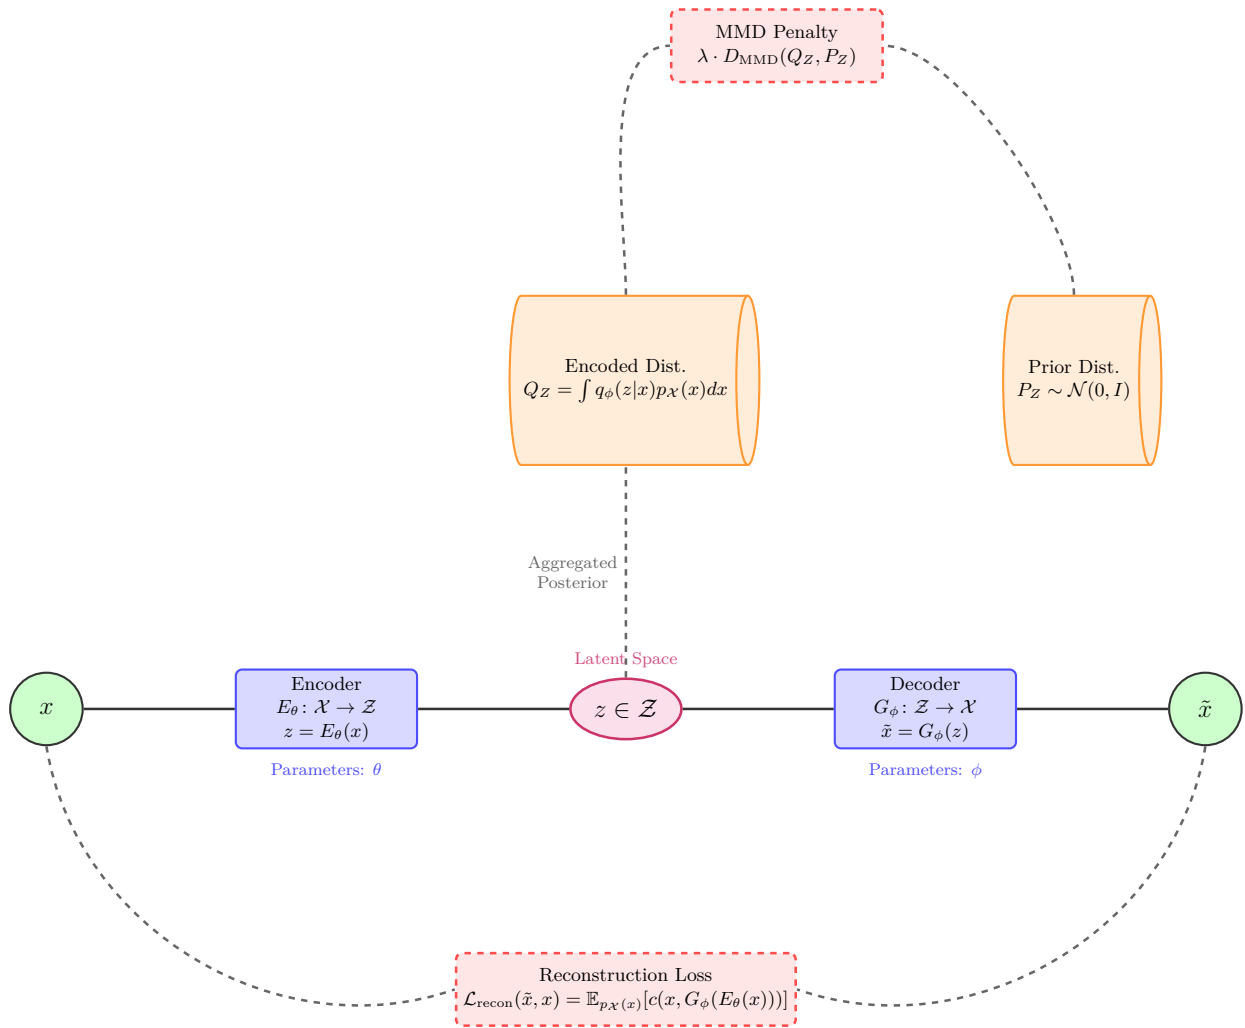 MMD Penalty
λ · D_MMD(Q_Z, P_Z)
Encoded Dist.
Q_Z = ∫ q_ϕ(z|x)p_𝒳(x)dx
Prior Dist.
P_Z ∼ 𝒩(0, I)
Aggregated
Posterior
Latent Space
x
Encoder
E_θ : 𝒳 → 𝒵
z = E_θ(x)
z ∈ 𝒵
Decoder
G_ϕ : 𝒵 → 𝒳
x̃ = G_ϕ(z)
x̃
Parameters: θ
Parameters: ϕ
Reconstruction Loss
ℒ_recon(x̃, x) = 𝔼_{p_𝒳(x)}[c(x, G_ϕ(E_θ(x)))]